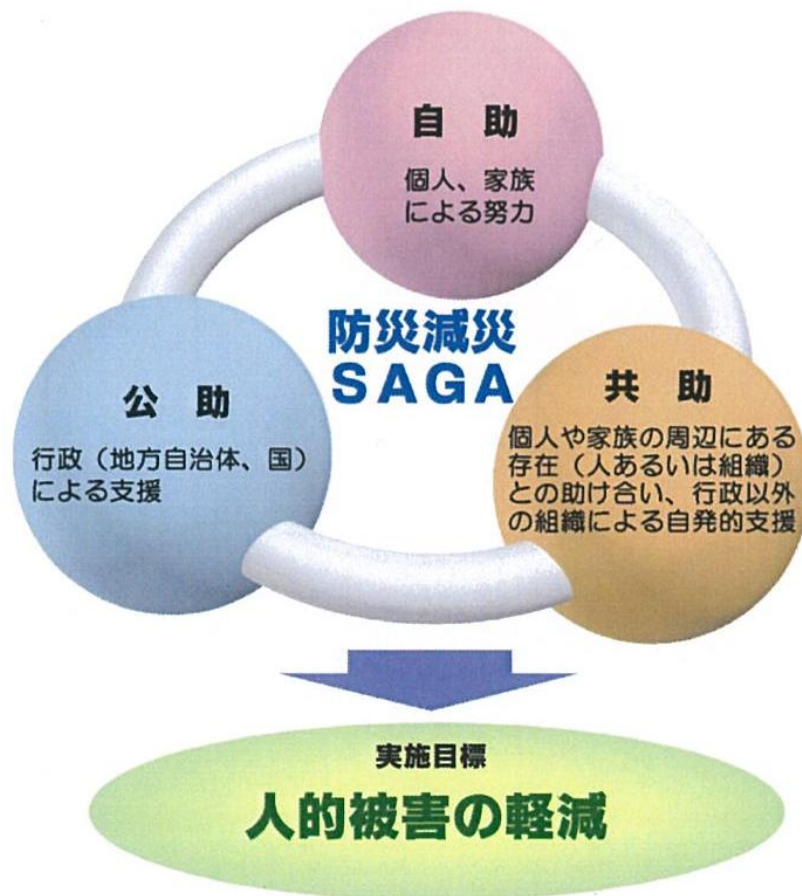 自 助
個人、家族
による努力
防災減災
SAGA
公 助
行政（地方自治体、国）
による支援
共 助
個人や家族の周辺にある
存在（人あるいは組織）
との助け合い、行政以外
の組織による自発的支援
実施目標
人的被害の軽減